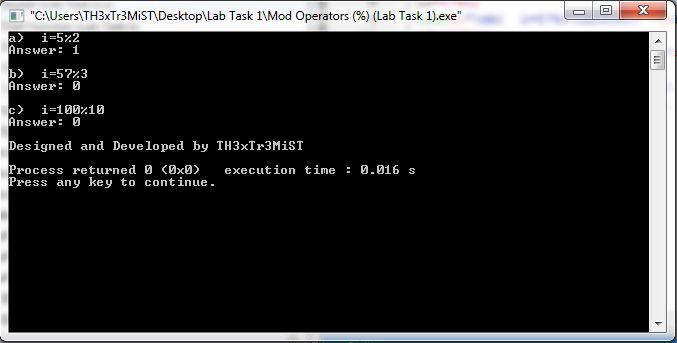 "C:\Users\TH3xTr3MiST\Desktop\Lab Task 1\Mod Operators (%) (Lab Task 1).exe"
a)  i=5%2
Answer: 1
b)  i=57%3
Answer: 0
c)  i=100%10
Answer: 0
Designed and Developed by TH3xTr3MiST
Process returned 0 (0x0)   execution time : 0.016 s
Press any key to continue.